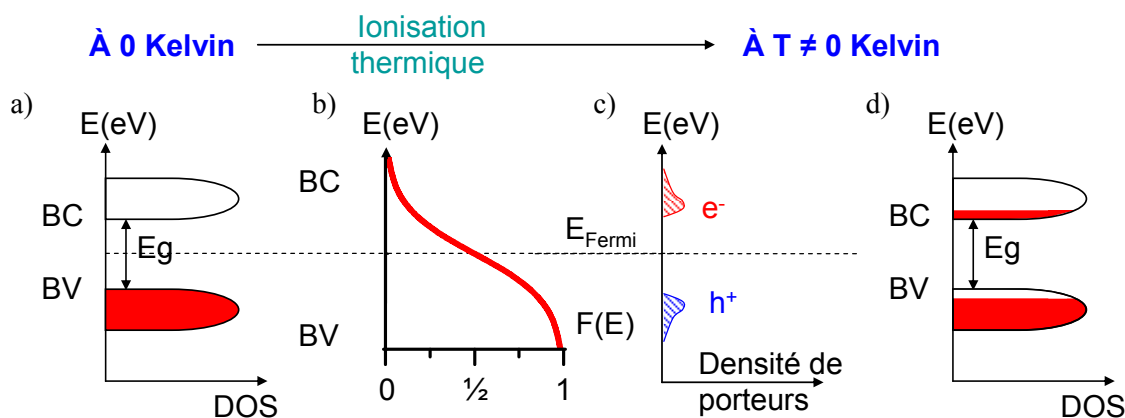 À 0 Kelvin
Ionisation
thermique
À T ≠ 0 Kelvin
a)
E(eV)
BC
Eg
BV
DOS
b)
E(eV)
BC
BV
F(E)
0
½
1
E_Fermi
c)
E(eV)
e⁻
h⁺
Densité de
porteurs
d)
E(eV)
BC
Eg
BV
DOS